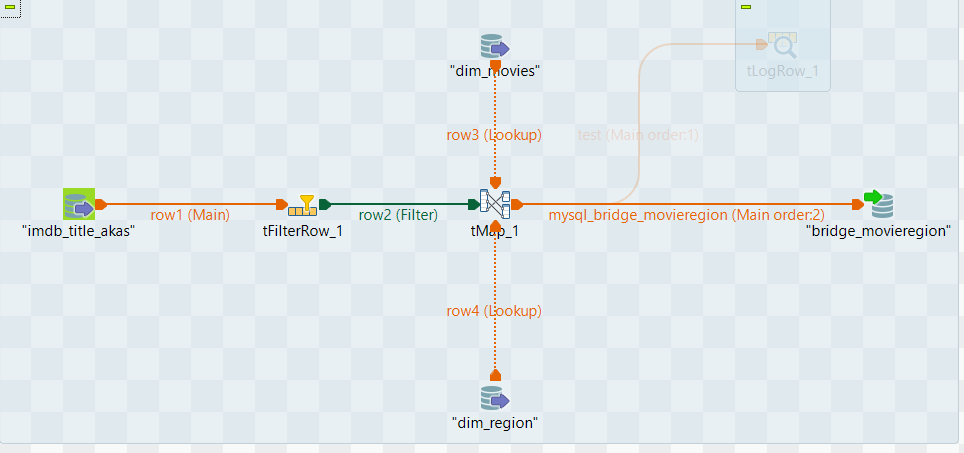 "dim_movies"
tLogRow_1
row3 (Lookup)
test (Main order:1)
row1 (Main)
row2 (Filter)
mysql_bridge_movieregion (Main order:2)
"imdb_title_akas"
tFilterRow_1
tMap_1
"bridge_movieregion"
row4 (Lookup)
"dim_region"